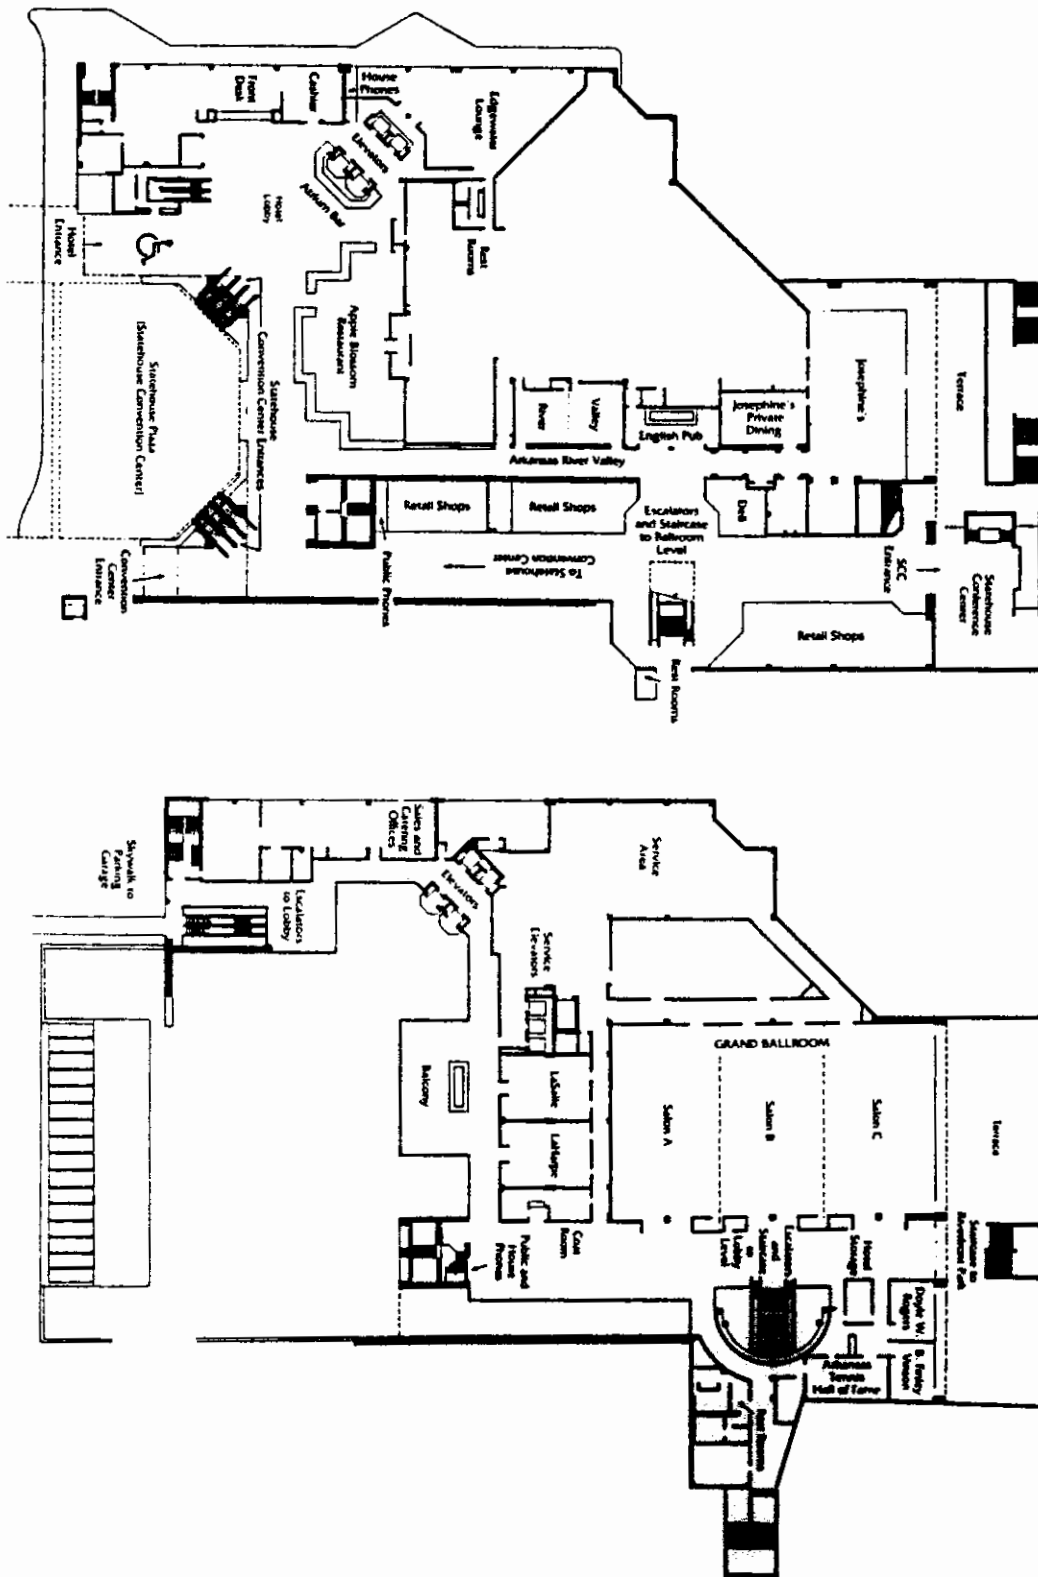 House
Phones
Cashier
Front
Desk
Edgewater
Lounge
Elevators
Atrium Bar
Hotel
Lobby
Rest
Rooms
Hotel
Entrance
Statehouse
Convention Center Entrances
Statehouse Plaza
(Statehouse Convention Center)
Apple Blossom
Restaurant
River
Valley
English Pub
Josephine's
Private
Dining
Josephine's
Terrace
Arkansas River Valley
Retail Shops
Retail Shops
Escalators
and Staircase
to Ballroom
Level
Deli
SCC
Entrance
Statehouse
Conference
Center
To Statehouse
Convention Center
Public Phones
Convention
Center
Entrance
Retail Shops
Rest Rooms
Sales and
Catering
Offices
Service
Area
Skywalk to
Parking
Garage
Escalators
to Lobby
Elevators
Service
Elevators
GRAND BALLROOM
Balcony
LaSalle
LaHarpe
Salon A
Salon B
Salon C
Terrace
Coat
Room
Public and
House
Phones
Escalators
and
Staircase
to
Lobby
Level
Hotel
Storage
Staircase to
Riverfront Park
Doyle W.
Rogers
B. Finley
Vinson
Arkansas
Tennis
Hall of Fame
Rest Rooms